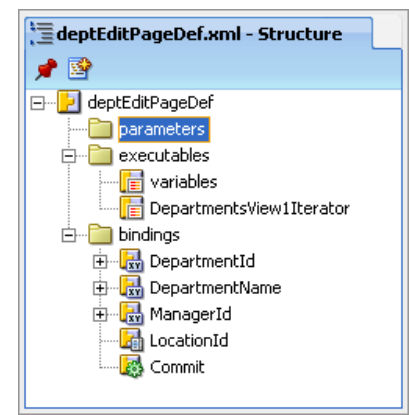 deptEditPageDef.xml - Structure
deptEditPageDef
parameters
executables
variables
DepartmentsView1Iterator
bindings
DepartmentId
DepartmentName
ManagerId
LocationId
Commit